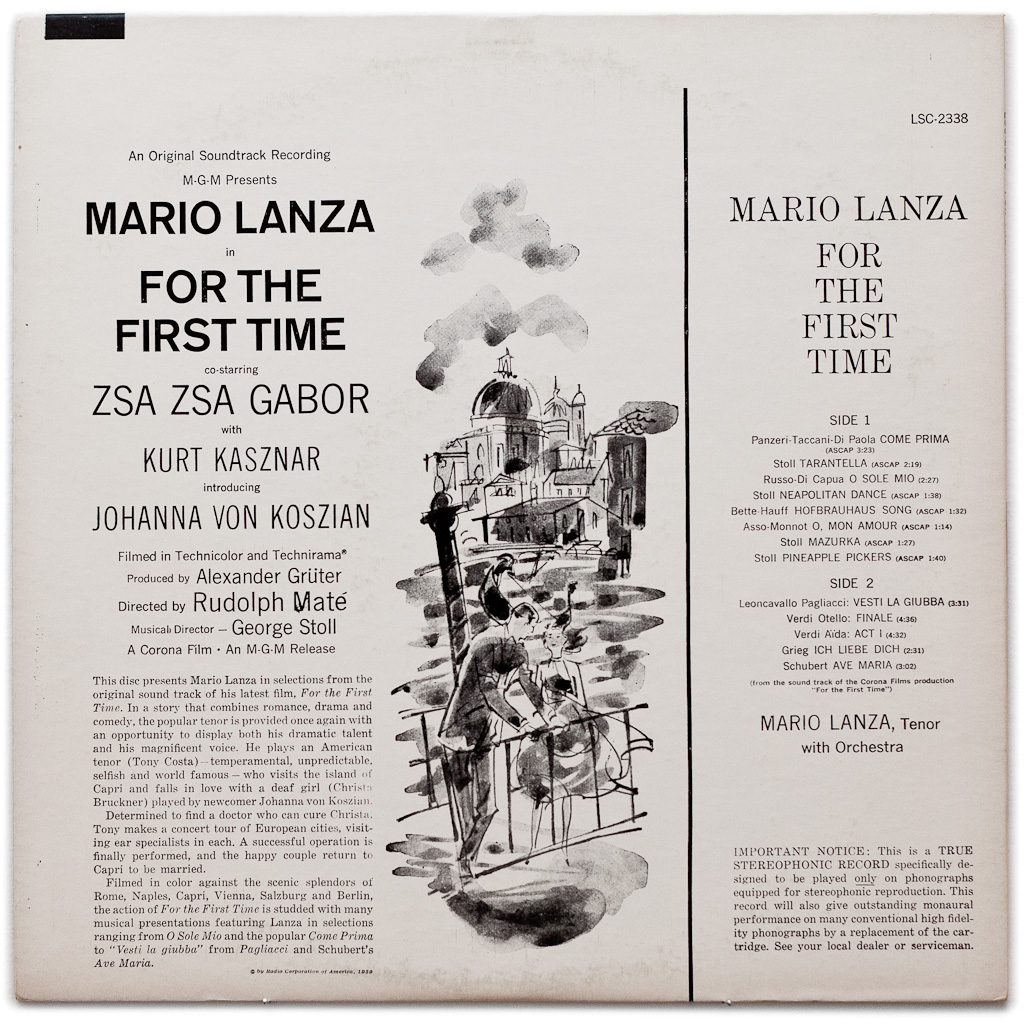 An Original Soundtrack Recording
M-G-M Presents
MARIO LANZA
in
FOR THE
FIRST TIME
co-starring
ZSA ZSA GABOR
with
KURT KASZNAR
introducing
JOHANNA VON KOSZIAN
Filmed in Technicolor and Technirama®
Produced by Alexander Grüter
Directed by Rudolph Maté
Musical Director – George Stoll
A Corona Film • An M-G-M Release
This disc presents Mario Lanza in selections from the
original sound track of his latest film, For the First
Time. In a story that combines romance, drama and
comedy, the popular tenor is provided once again with
an opportunity to display both his dramatic talent
and his magnificent voice. He plays an American
tenor (Tony Costa)—temperamental, unpredictable,
selfish and world famous—who visits the island of
Capri and falls in love with a deaf girl (Christa
Bruckner) played by newcomer Johanna von Koszian.
Determined to find a doctor who can cure Christa,
Tony makes a concert tour of European cities, visit-
ing ear specialists in each. A successful operation is
finally performed, and the happy couple return to
Capri to be married.
Filmed in color against the scenic splendors of
Rome, Naples, Capri, Vienna, Salzburg and Berlin,
the action of For the First Time is studded with many
musical presentations featuring Lanza in selections
ranging from O Sole Mio and the popular Come Prima
to "Vesti la giubba" from Pagliacci and Schubert's
Ave Maria.
© by Radio Corporation of America, 1959
LSC-2338
MARIO LANZA
FOR
THE
FIRST
TIME
SIDE 1
Panzeri-Taccani-Di Paola COME PRIMA
(ASCAP 3:23)
Stoll TARANTELLA (ASCAP 2:19)
Russo-Di Capua O SOLE MIO (2:27)
Stoll NEAPOLITAN DANCE (ASCAP 1:38)
Bette-Hauff HOFBRAUHAUS SONG (ASCAP 1:32)
Asso-Monnot O, MON AMOUR (ASCAP 1:14)
Stoll MAZURKA (ASCAP 1:27)
Stoll PINEAPPLE PICKERS (ASCAP 1:40)
SIDE 2
Leoncavallo Pagliacci: VESTI LA GIUBBA (3:31)
Verdi Otello: FINALE (4:36)
Verdi Aïda: ACT I (4:32)
Grieg ICH LIEBE DICH (2:31)
Schubert AVE MARIA (3:02)
(from the sound track of the Corona Films production
"For the First Time")
MARIO LANZA, Tenor
with Orchestra
IMPORTANT NOTICE: This is a TRUE
STEREOPHONIC RECORD specifically de-
signed to be played only on phonographs
equipped for stereophonic reproduction. This
record will also give outstanding monaural
performance on many conventional high fidel-
ity phonographs by a replacement of the car-
tridge. See your local dealer or serviceman.